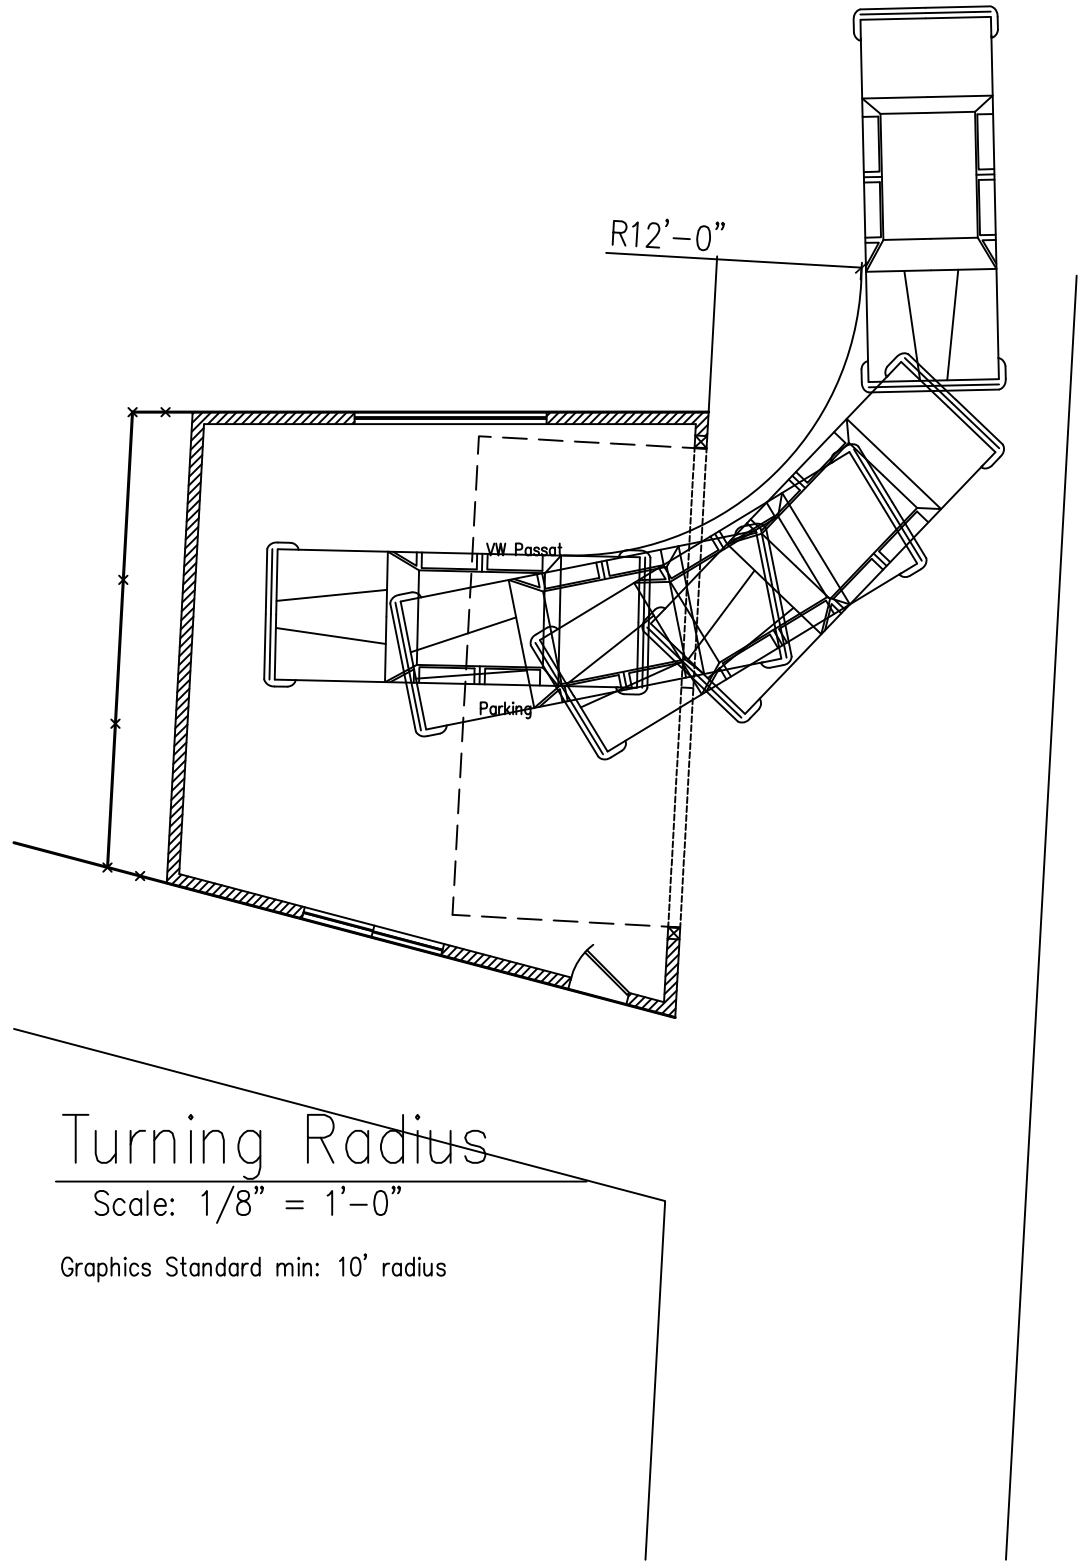 R12'-0"
VW Passat
Parking
Turning Radius
Scale: 1/8" = 1'-0"
Graphics Standard min: 10' radius